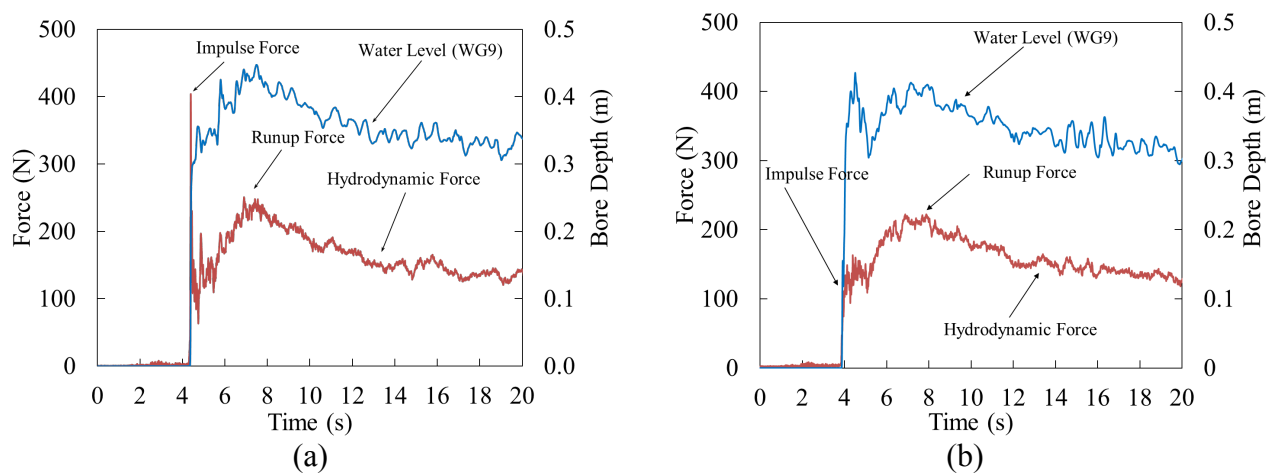 500
400
300
200
100
0
Force (N)
0.5
0.4
0.3
0.2
0.1
0.0
Bore Depth (m)
Impulse Force
Water Level (WG9)
Runup Force
Hydrodynamic Force
0 2 4 6 8 10 12 14 16 18 20
Time (s)
(a)
500
400
300
200
100
0
Force (N)
0.5
0.4
0.3
0.2
0.1
0
Bore Depth (m)
Water Level (WG9)
Impulse Force
Runup Force
Hydrodynamic Force
0 2 4 6 8 10 12 14 16 18 20
Time (s)
(b)